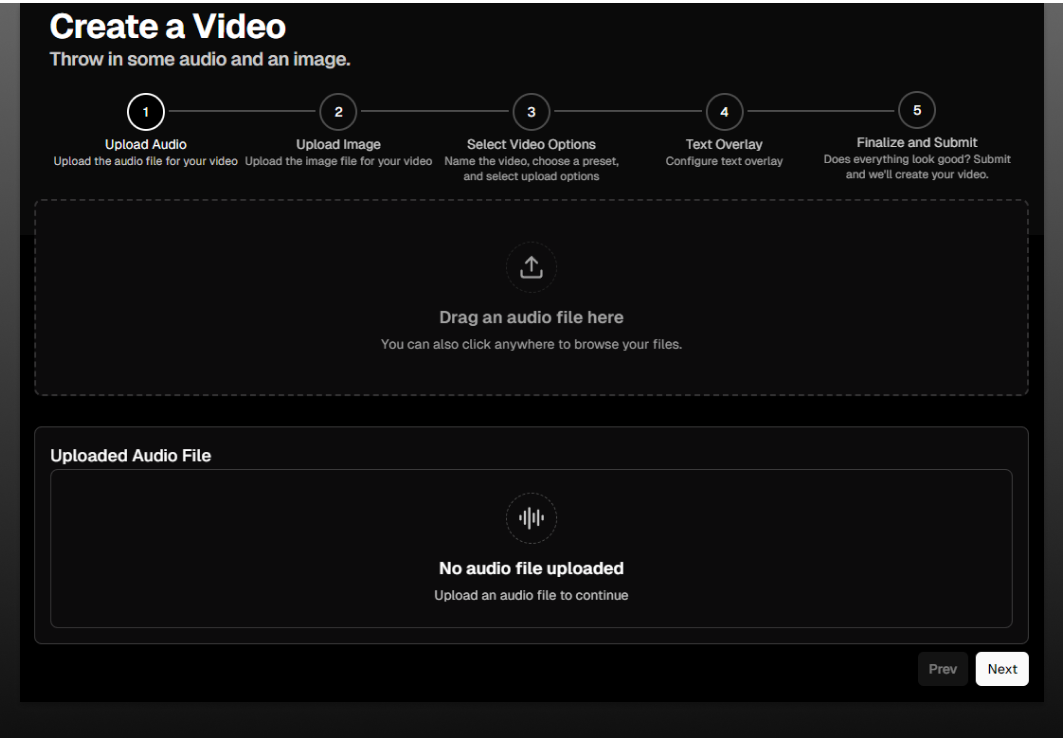 Create a Video
Throw in some audio and an image.
1
Upload Audio
Upload the audio file for your video
2
Upload Image
Upload the image file for your video
3
Select Video Options
Name the video, choose a preset,
and select upload options
4
Text Overlay
Configure text overlay
5
Finalize and Submit
Does everything look good? Submit
and we'll create your video.
Drag an audio file here
You can also click anywhere to browse your files.
Uploaded Audio File
No audio file uploaded
Upload an audio file to continue
Prev
Next